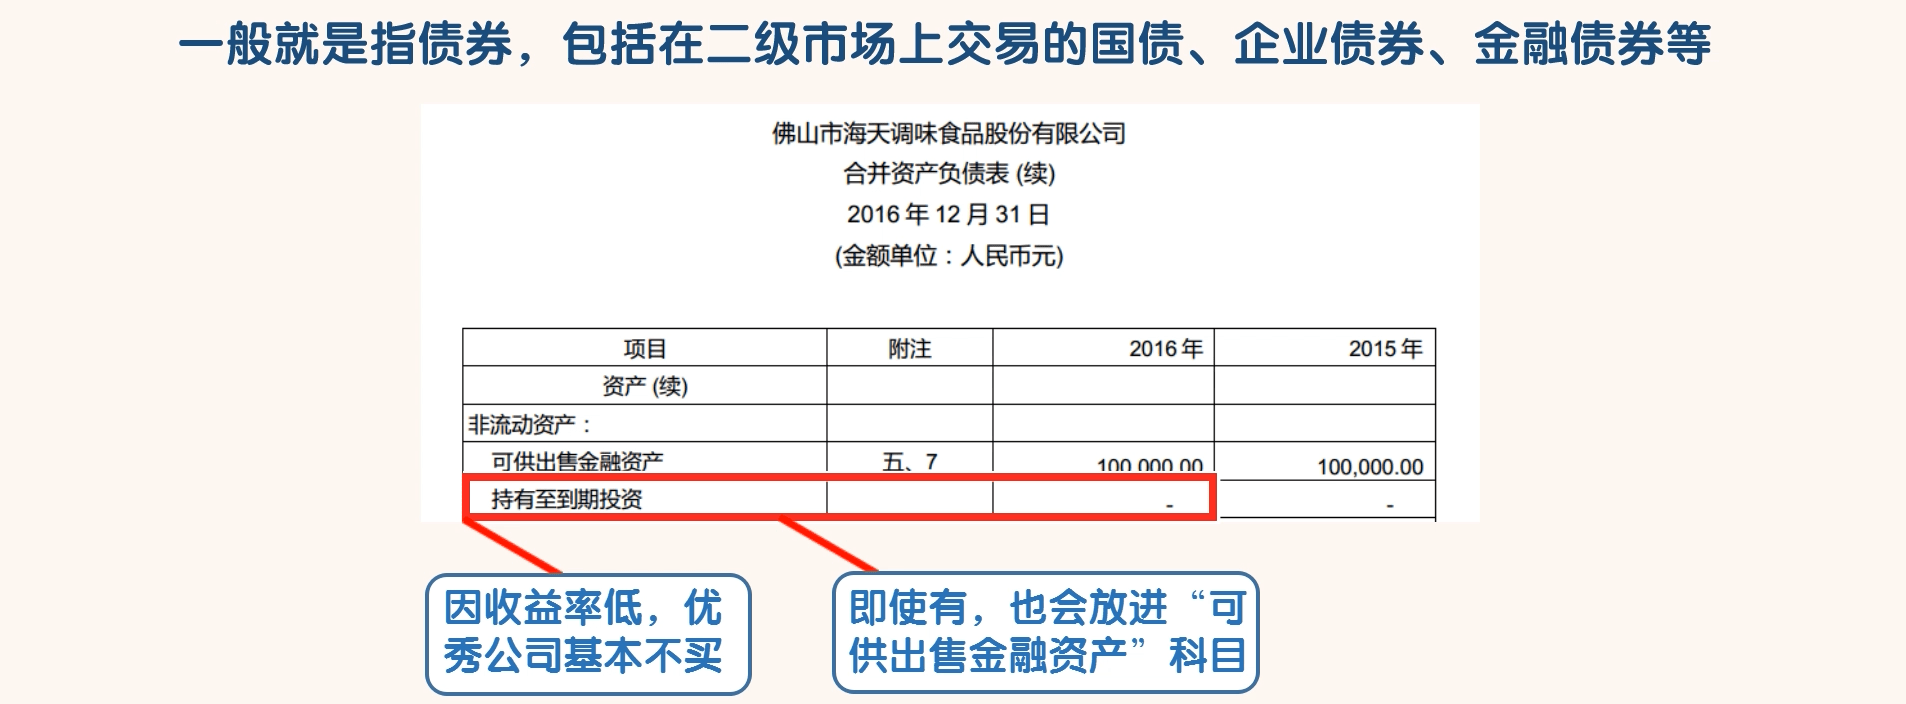 一般就是指债券，包括在二级市场上交易的国债、企业债券、金融债券等
佛山市海天调味食品股份有限公司
合并资产负债表 (续)
2016 年 12 月 31 日
(金额单位：人民币元)
项目 附注 2016 年 2015 年
资产 (续)
非流动资产：
可供出售金融资产 五、7 100,000.00 100,000.00
持有至到期投资 - -
因收益率低，优
秀公司基本不买
即使有，也会放进“可
供出售金融资产”科目